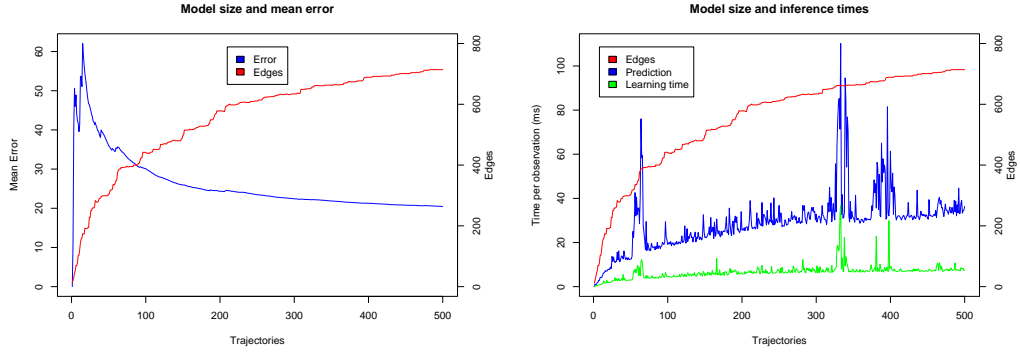 Model size and mean error
Error
Edges
0
10
20
30
40
50
60
Mean Error
0
200
400
600
800
Edges
0
100
200
300
400
500
Trajectories
Model size and inference times
Edges
Prediction
Learning time
0
20
40
60
80
100
Time per observation (ms)
0
200
400
600
800
Edges
0
100
200
300
400
500
Trajectories